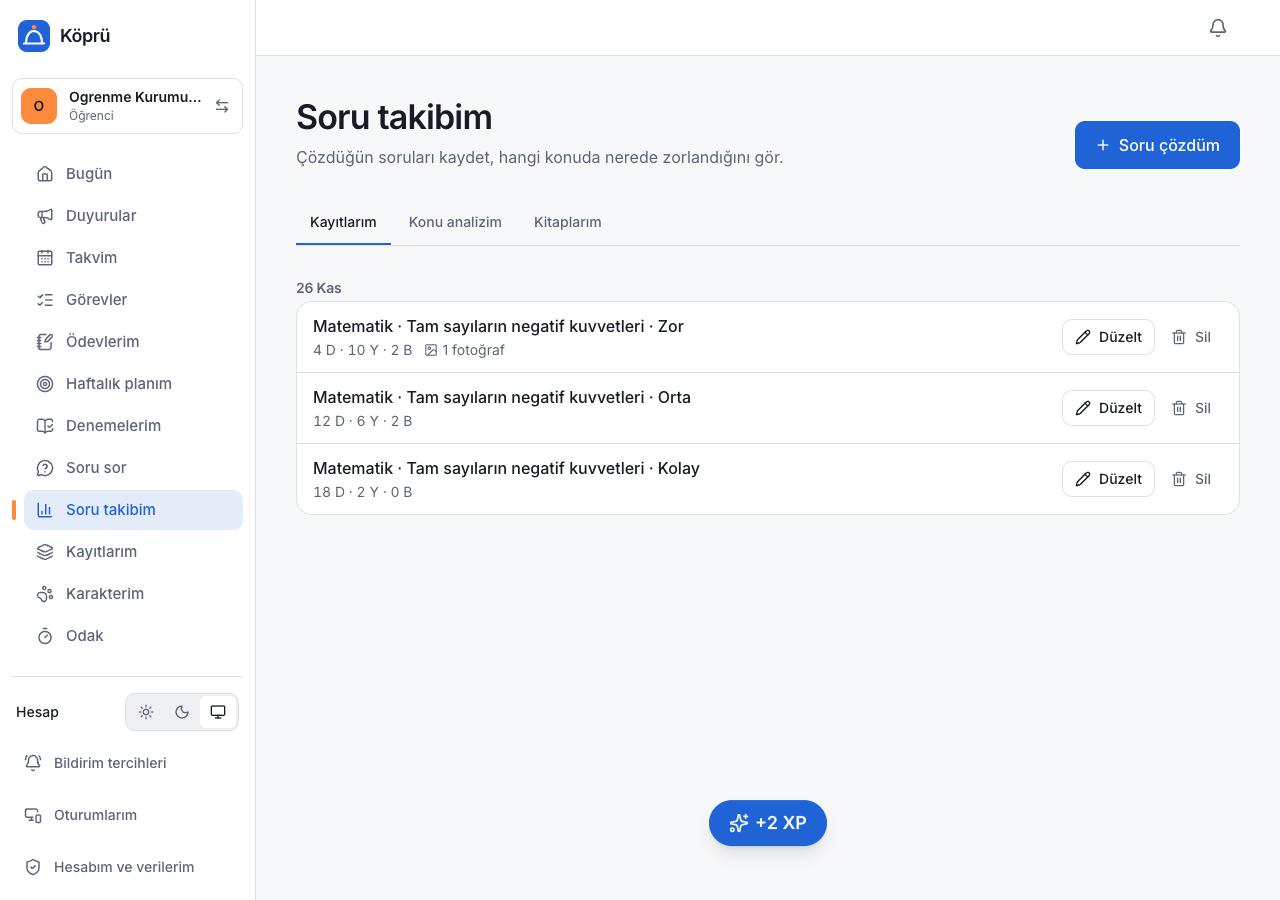 Köprü
O
Ogrenme Kurumu...
Öğrenci
Bugün
Duyurular
Takvim
Görevler
Ödevlerim
Haftalık planım
Denemelerim
Soru sor
Soru takibim
Kayıtlarım
Karakterim
Odak
Hesap
Bildirim tercihleri
Oturumlarım
Hesabım ve verilerim
Soru takibim
Çözdüğün soruları kaydet, hangi konuda nerede zorlandığını gör.
+ Soru çözdüm
Kayıtlarım
Konu analizim
Kitaplarım
26 Kas
Matematik · Tam sayıların negatif kuvvetleri · Zor
4 D · 10 Y · 2 B 1 fotoğraf
Düzelt
Sil
Matematik · Tam sayıların negatif kuvvetleri · Orta
12 D · 6 Y · 2 B
Düzelt
Sil
Matematik · Tam sayıların negatif kuvvetleri · Kolay
18 D · 2 Y · 0 B
Düzelt
Sil
+2 XP